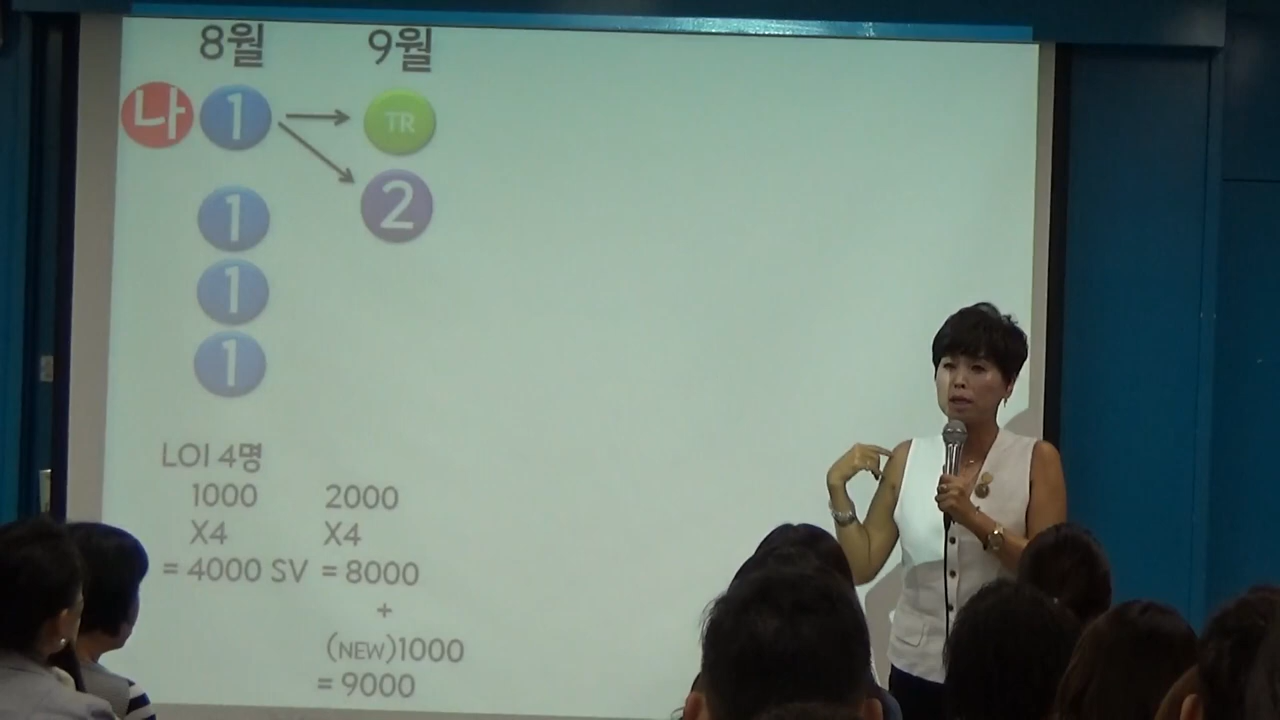 8월 9월
나 1 TR
2
1
1
1
LOI 4명
1000 2000
X4 X4
= 4000 SV = 8000
+
(NEW)1000
= 9000